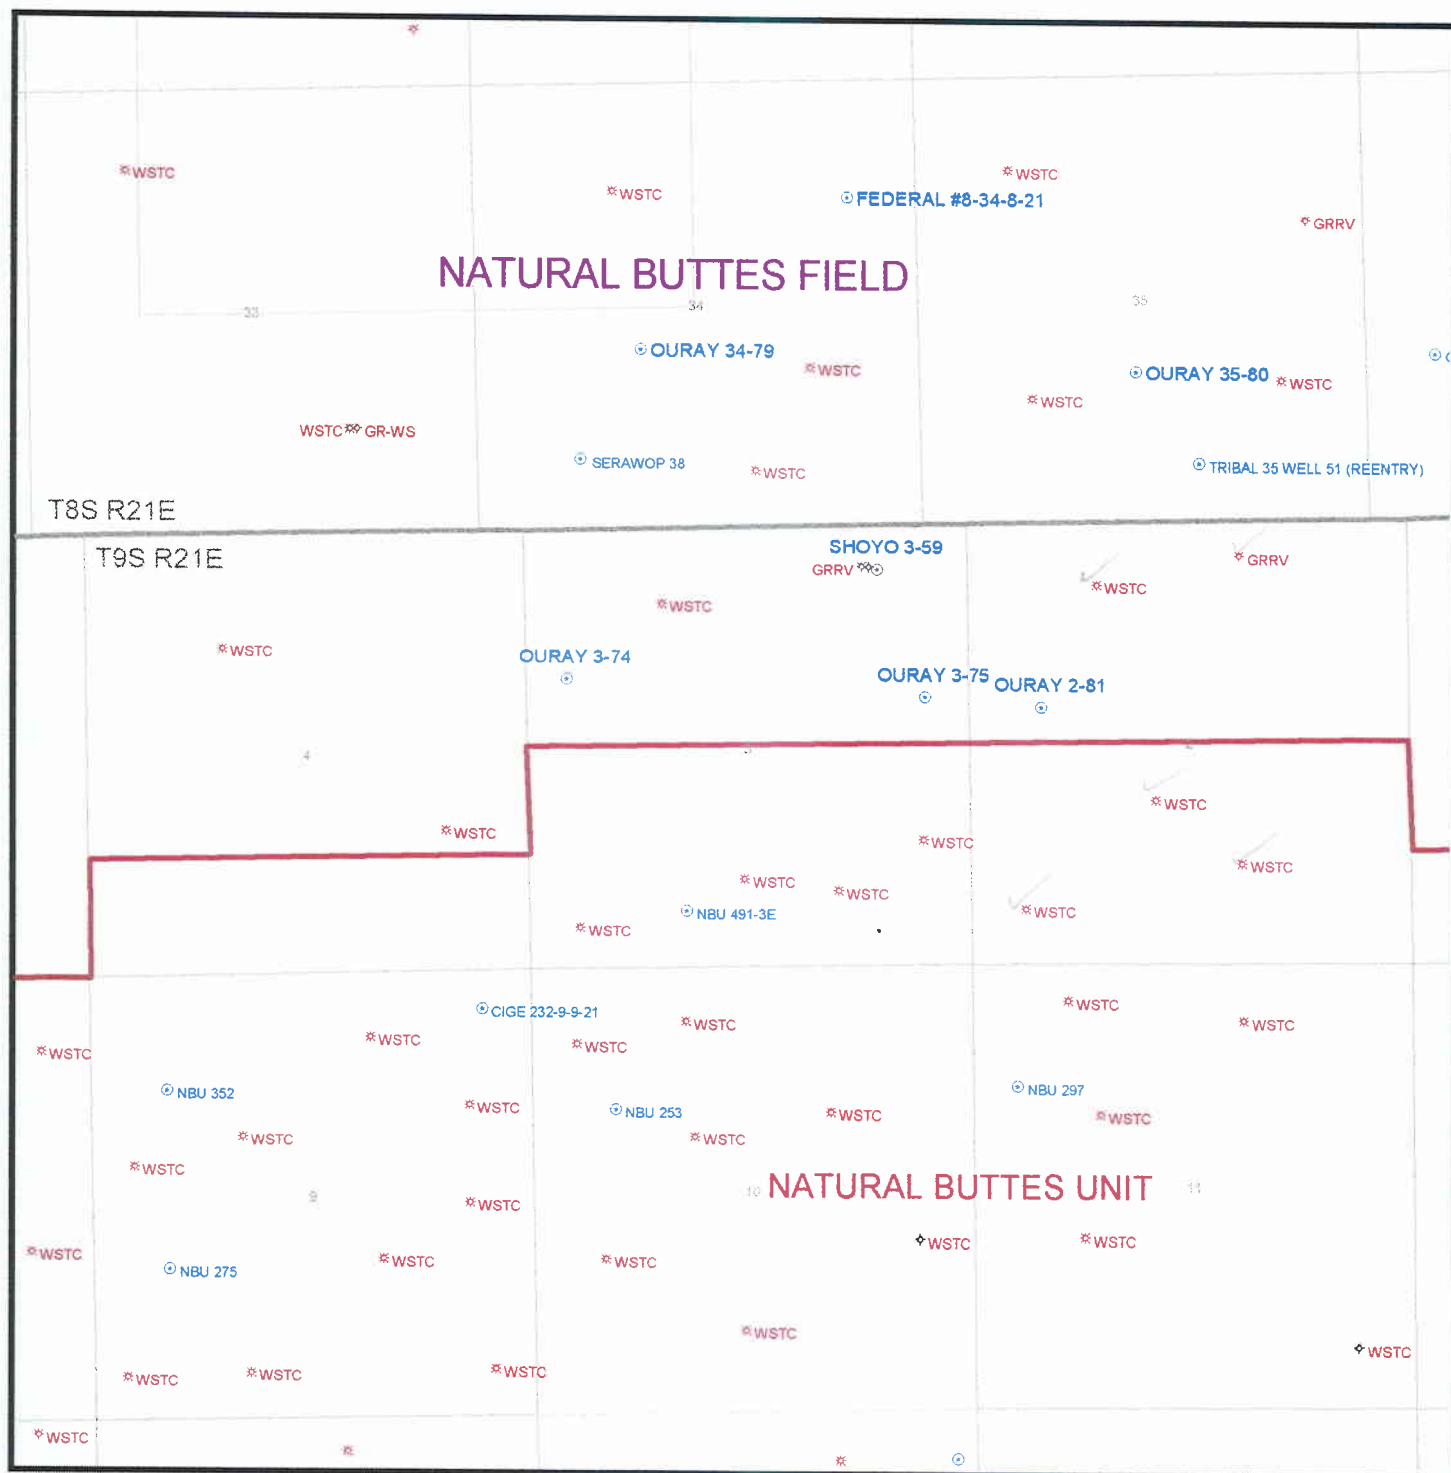 WSTC
WSTC
WSTC
FEDERAL #8-34-8-21
GRRV
NATURAL BUTTES FIELD
33
34
35
OURAY 34-79
WSTC
OURAY 35-80
WSTC
WSTC
WSTC GR-WS
SERAWOP 38
WSTC
TRIBAL 35 WELL 51 (REENTRY)
T8S R21E
T9S R21E
SHOYO 3-59
GRRV
GRRV
WSTC
WSTC
WSTC
OURAY 3-74
OURAY 3-75
OURAY 2-81
4
WSTC
WSTC
WSTC
WSTC
WSTC
WSTC
NBU 491-3E
WSTC
WSTC
CIGE 232-9-9-21
WSTC
WSTC
WSTC
WSTC
WSTC
WSTC
NBU 352
WSTC
NBU 253
WSTC
NBU 297
WSTC
WSTC
WSTC
WSTC
9
10
NATURAL BUTTES UNIT
11
WSTC
WSTC
WSTC
WSTC
WSTC
WSTC
NBU 275
WSTC
WSTC
WSTC
WSTC
WSTC
WSTC